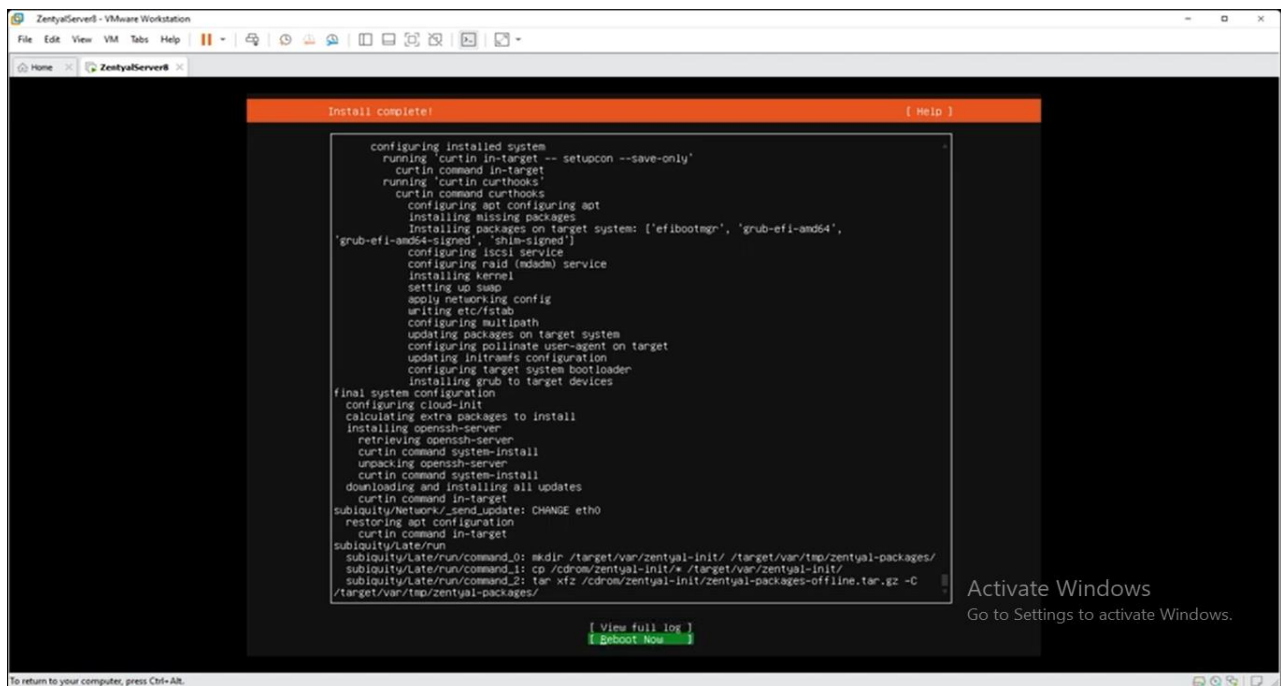 ZentyalServer8 - VMware Workstation
File Edit View VM Tabs Help
Home ZentyalServer8
Install complete! [ Help ]
configuring installed system
running 'curtin in-target -- setupcon --save-only'
curtin command in-target
running 'curtin curthooks'
curtin command curthooks
configuring apt configuring apt
installing missing packages
Installing packages on target system: ['efibootmgr', 'grub-efi-amd64',
'grub-efi-amd64-signed', 'shim-signed']
configuring iscsi service
configuring raid (mdadm) service
installing kernel
setting up swap
apply networking config
writing etc/fstab
configuring multipath
updating packages on target system
configuring pollinate user-agent on target
updating initramfs configuration
configuring target system bootloader
installing grub to target devices
final system configuration
configuring cloud-init
calculating extra packages to install
installing openssh-server
retrieving openssh-server
curtin command system-install
unpacking openssh-server
curtin command system-install
downloading and installing all updates
curtin command in-target
subiquity/Network/_send_update: CHANGE eth0
restoring apt configuration
curtin command in-target
subiquity/Late/run
subiquity/Late/run/command_0: mkdir /target/var/zentyal-init/ /target/var/tmp/zentyal-packages/
subiquity/Late/run/command_1: cp /cdrom/zentyal-init/* /target/var/zentyal-init/
subiquity/Late/run/command_2: tar xfz /cdrom/zentyal-init/zentyal-packages-offline.tar.gz -C
/target/var/tmp/zentyal-packages/
[ View full log ]
[ Reboot Now ]
Activate Windows
Go to Settings to activate Windows.
To return to your computer, press Ctrl+Alt.